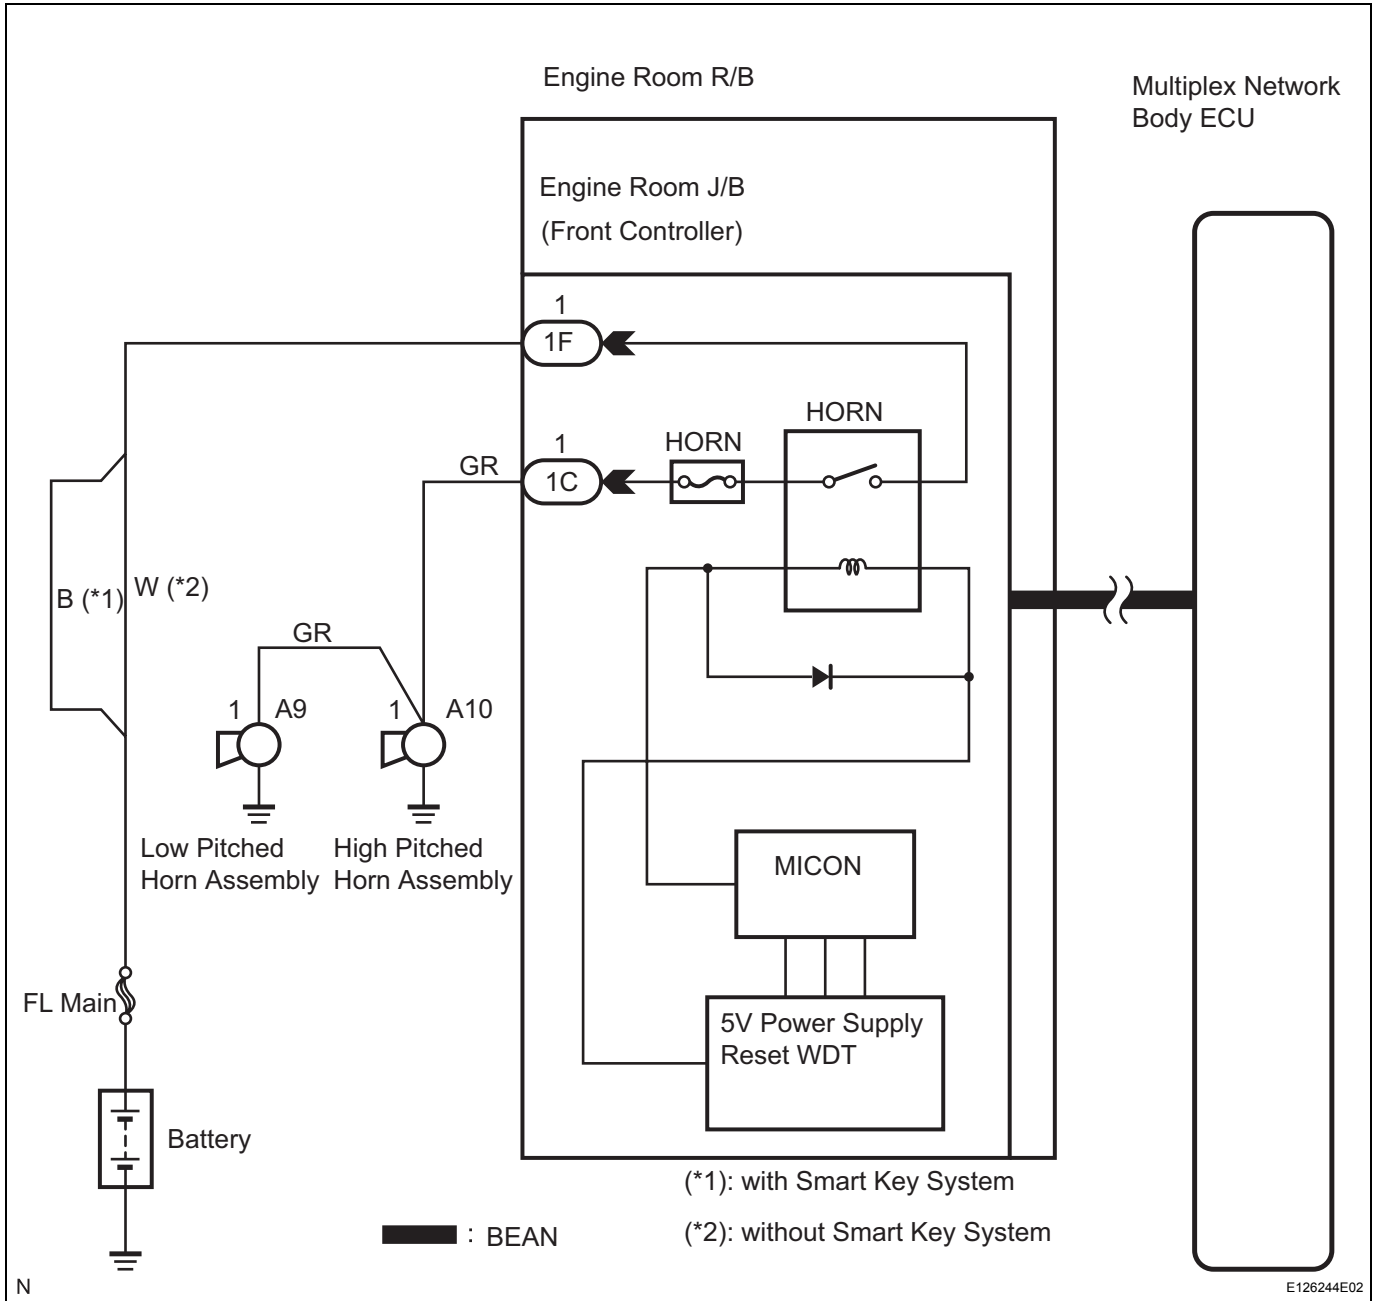 Engine Room R/B
Multiplex Network
Body ECU
Engine Room J/B
(Front Controller)
1
1F
HORN
HORN
1
GR
1C
B (*1)
W (*2)
GR
1
A9
1
A10
Low Pitched
Horn Assembly
High Pitched
Horn Assembly
MICON
FL Main
5V Power Supply
Reset WDT
Battery
(*1): with Smart Key System
: BEAN
(*2): without Smart Key System
N
E126244E02